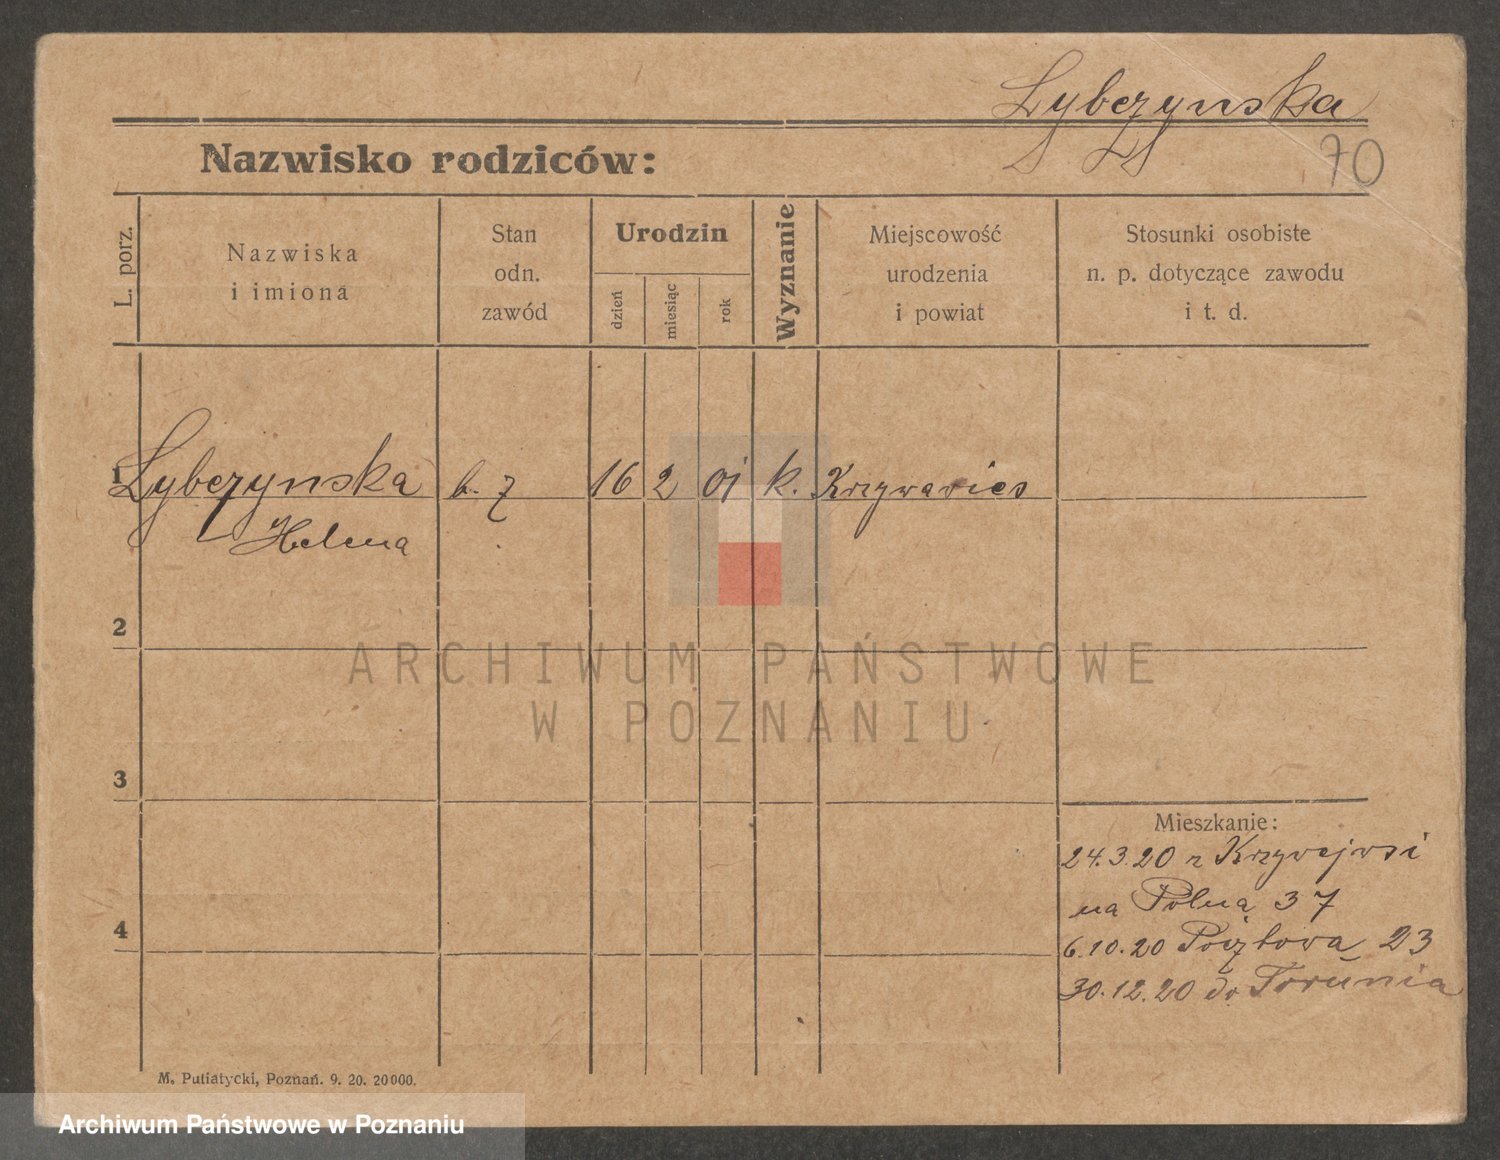 Lybczynska
70
Nazwisko rodziców:
L. porz.
Nazwiska
i imiona
Stan
odn.
zawód
Urodzin
dzień
miesiąc
rok
Wyznanie
Miejscowość
urodzenia
i powiat
Stosunki osobiste
n. p. dotyczące zawodu
i t. d.
1 Lybczynska b. z 16 2 01 k. Krzywawies
Helena
2
3
4
ARCHIWUM PAŃSTWOWE
W POZNANIU
Mieszkanie:
24.3.20 z Krzywejwsi
na Polną 37
6.10.20 Pocztowa 23
30.12.20 do Torunia
M. Putiatycki, Poznań. 9. 20. 20000.
Archiwum Państwowe w Poznaniu